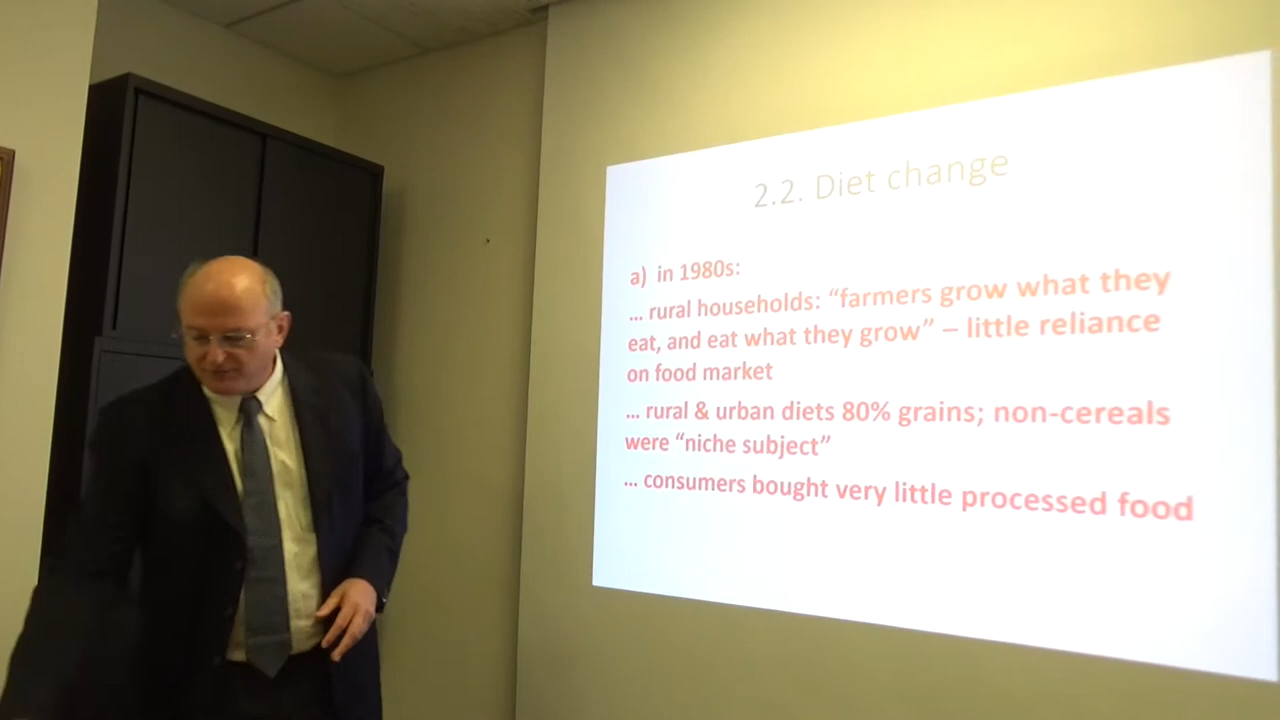 2.2. Diet change
a) in 1980s:
... rural households: “farmers grow what they
eat, and eat what they grow” – little reliance
on food market
... rural & urban diets 80% grains; non-cereals
were “niche subject”
... consumers bought very little processed food